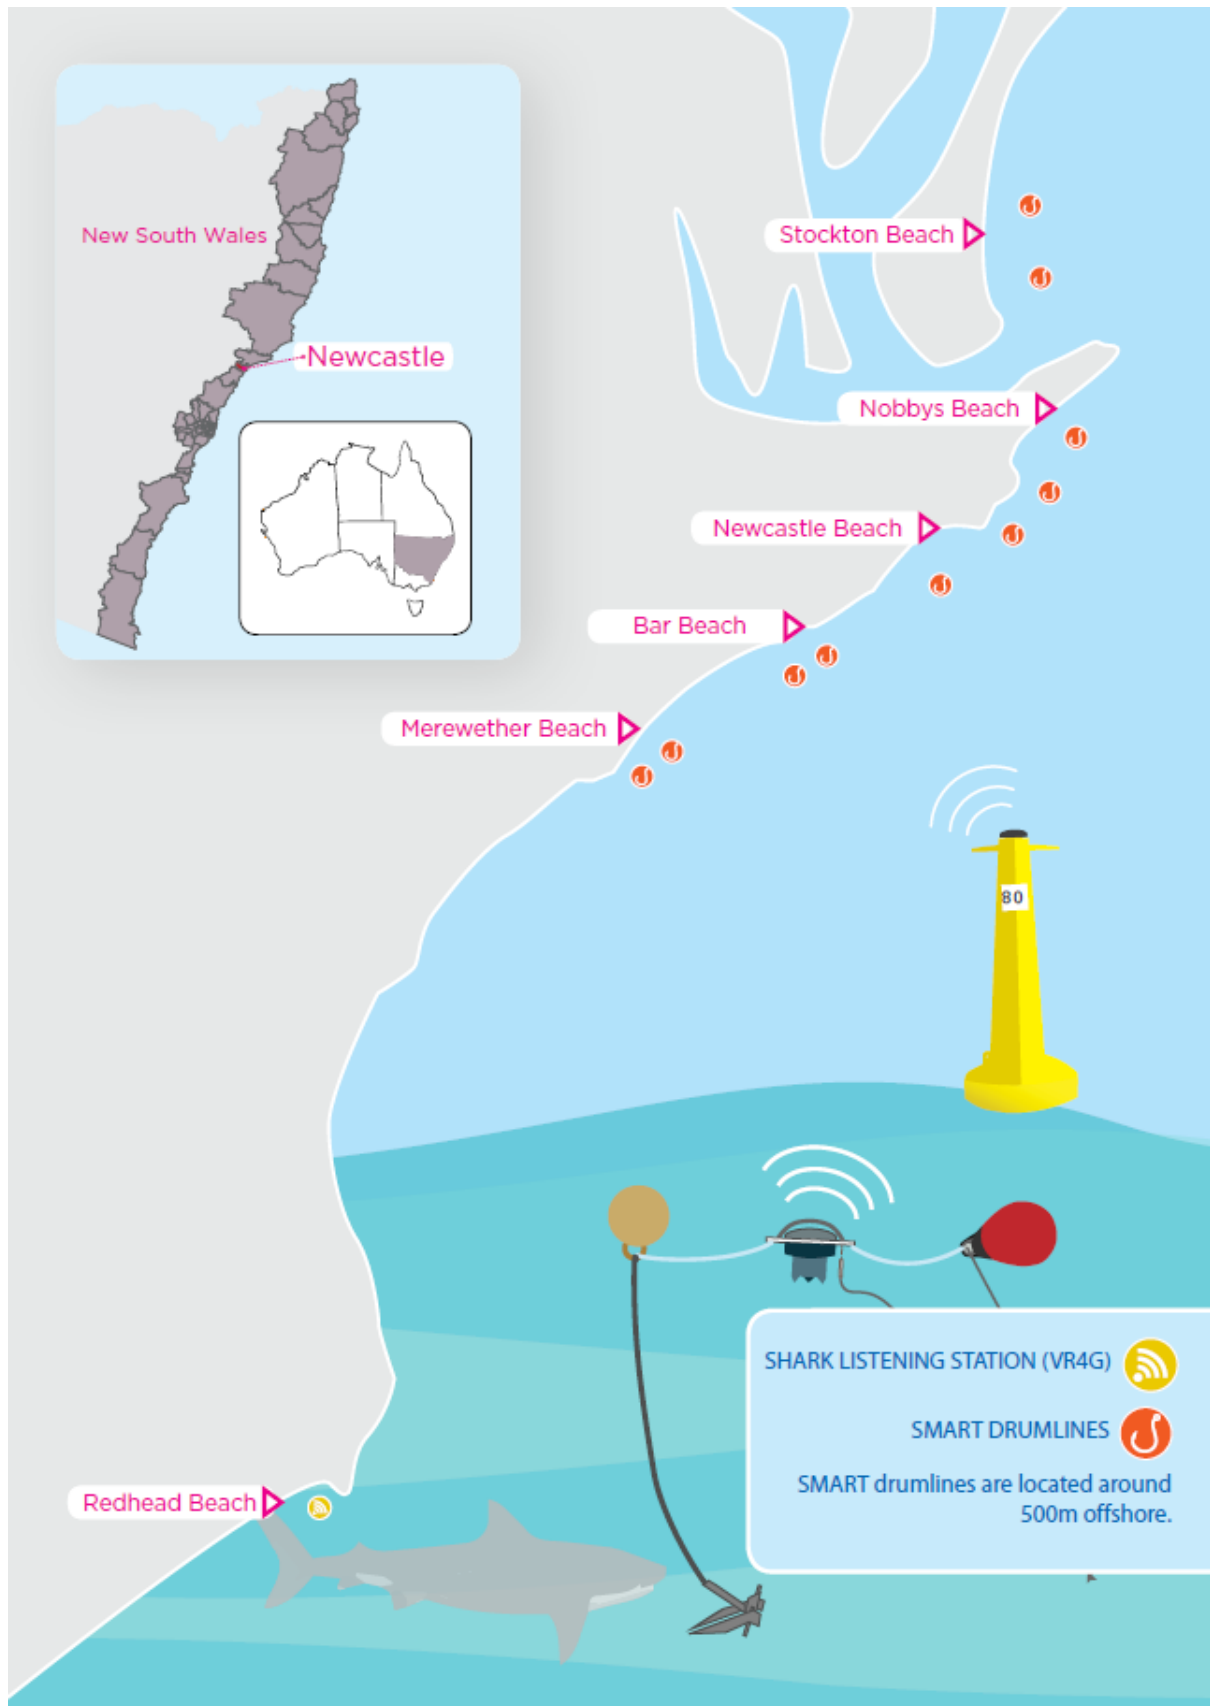 New South Wales
Newcastle
Stockton Beach
Nobbys Beach
Newcastle Beach
Bar Beach
Merewether Beach
80
SHARK LISTENING STATION (VR4G)
SMART DRUMLINES
SMART drumlines are located around
500m offshore.
Redhead Beach